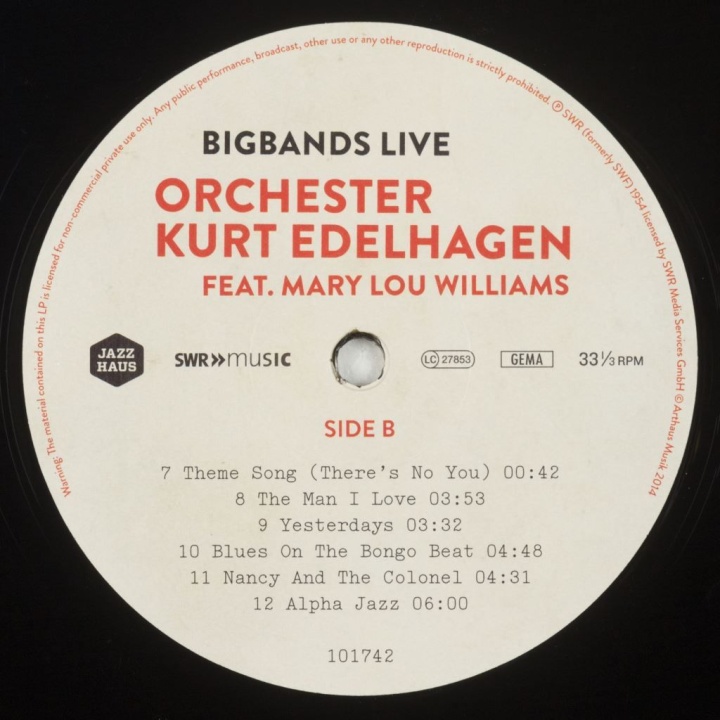 Warning: The material contained on this LP is licensed for non-commercial private use only. Any public performance, broadcast, other use or any other reproduction is strictly prohibited. Ⓟ SWR (formerly SWF) 1954 licensed by SWR Media Services GmbH © Arthaus Musik 2014
BIGBANDS LIVE
ORCHESTER
KURT EDELHAGEN
FEAT. MARY LOU WILLIAMS
JAZZ
HAUS
SWR»music
LC 27853
GEMA
33⅓ RPM
SIDE B
7 Theme Song (There's No You) 00:42
8 The Man I Love 03:53
9 Yesterdays 03:32
10 Blues On The Bongo Beat 04:48
11 Nancy And The Colonel 04:31
12 Alpha Jazz 06:00
101742